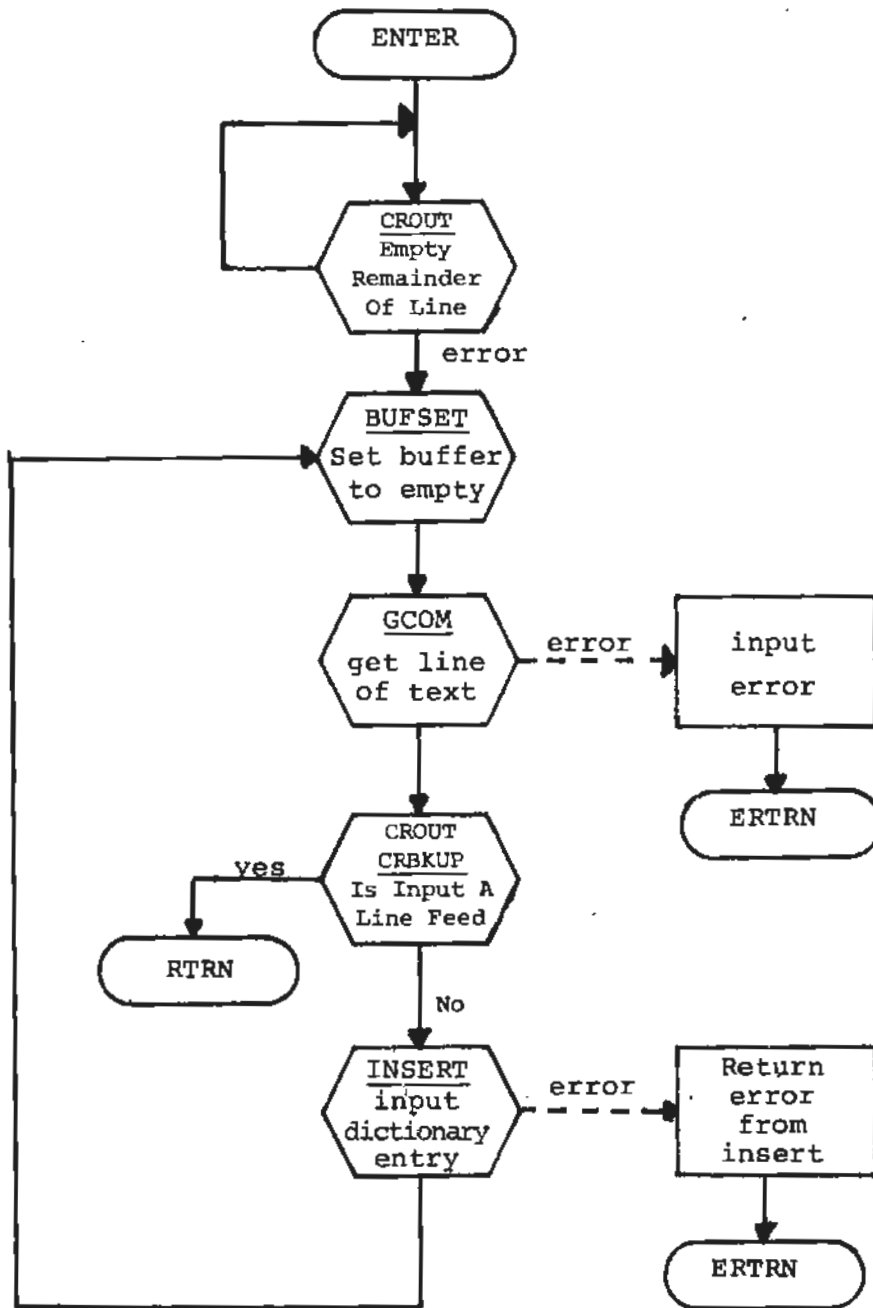 ENTER
CROUT
Empty
Remainder
Of Line
error
BUFSET
Set buffer
to empty
GCOM
get line
of text
error
input
error
ERTRN
CROUT
CRBKUP
Is Input A
Line Feed
yes
RTRN
No
INSERT
input
dictionary
entry
error
Return
error
from
insert
ERTRN